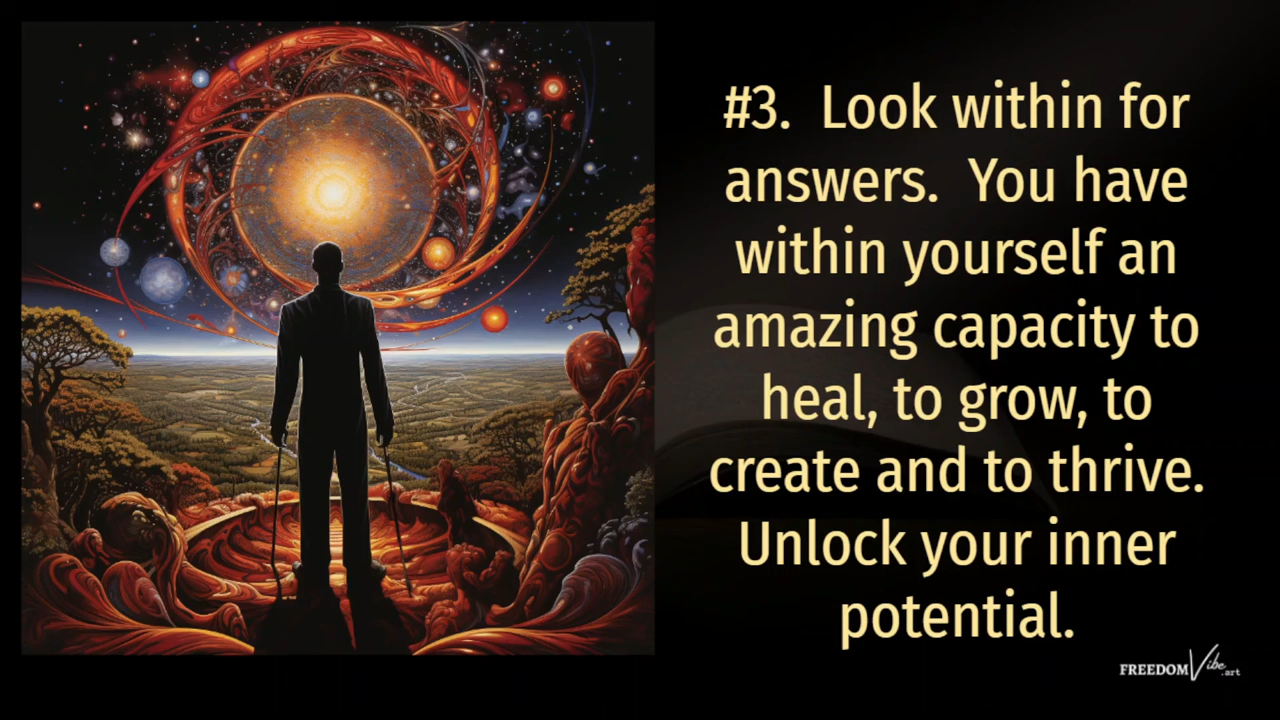 #3.  Look within for
answers.  You have
within yourself an
amazing capacity to
heal, to grow, to
create and to thrive.
Unlock your inner
potential.
FREEDOM Vibe.art